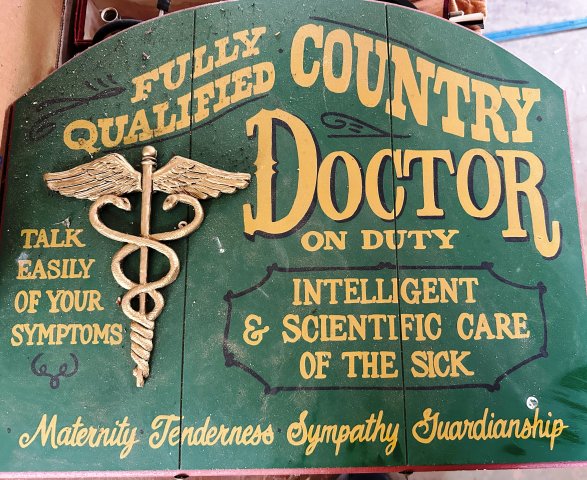 FULLY
QUALIFIED
COUNTRY
DOCTOR
ON DUTY
TALK
EASILY
OF YOUR
SYMPTOMS
INTELLIGENT
& SCIENTIFIC CARE
OF THE SICK
Maternity Tenderness Sympathy Guardianship